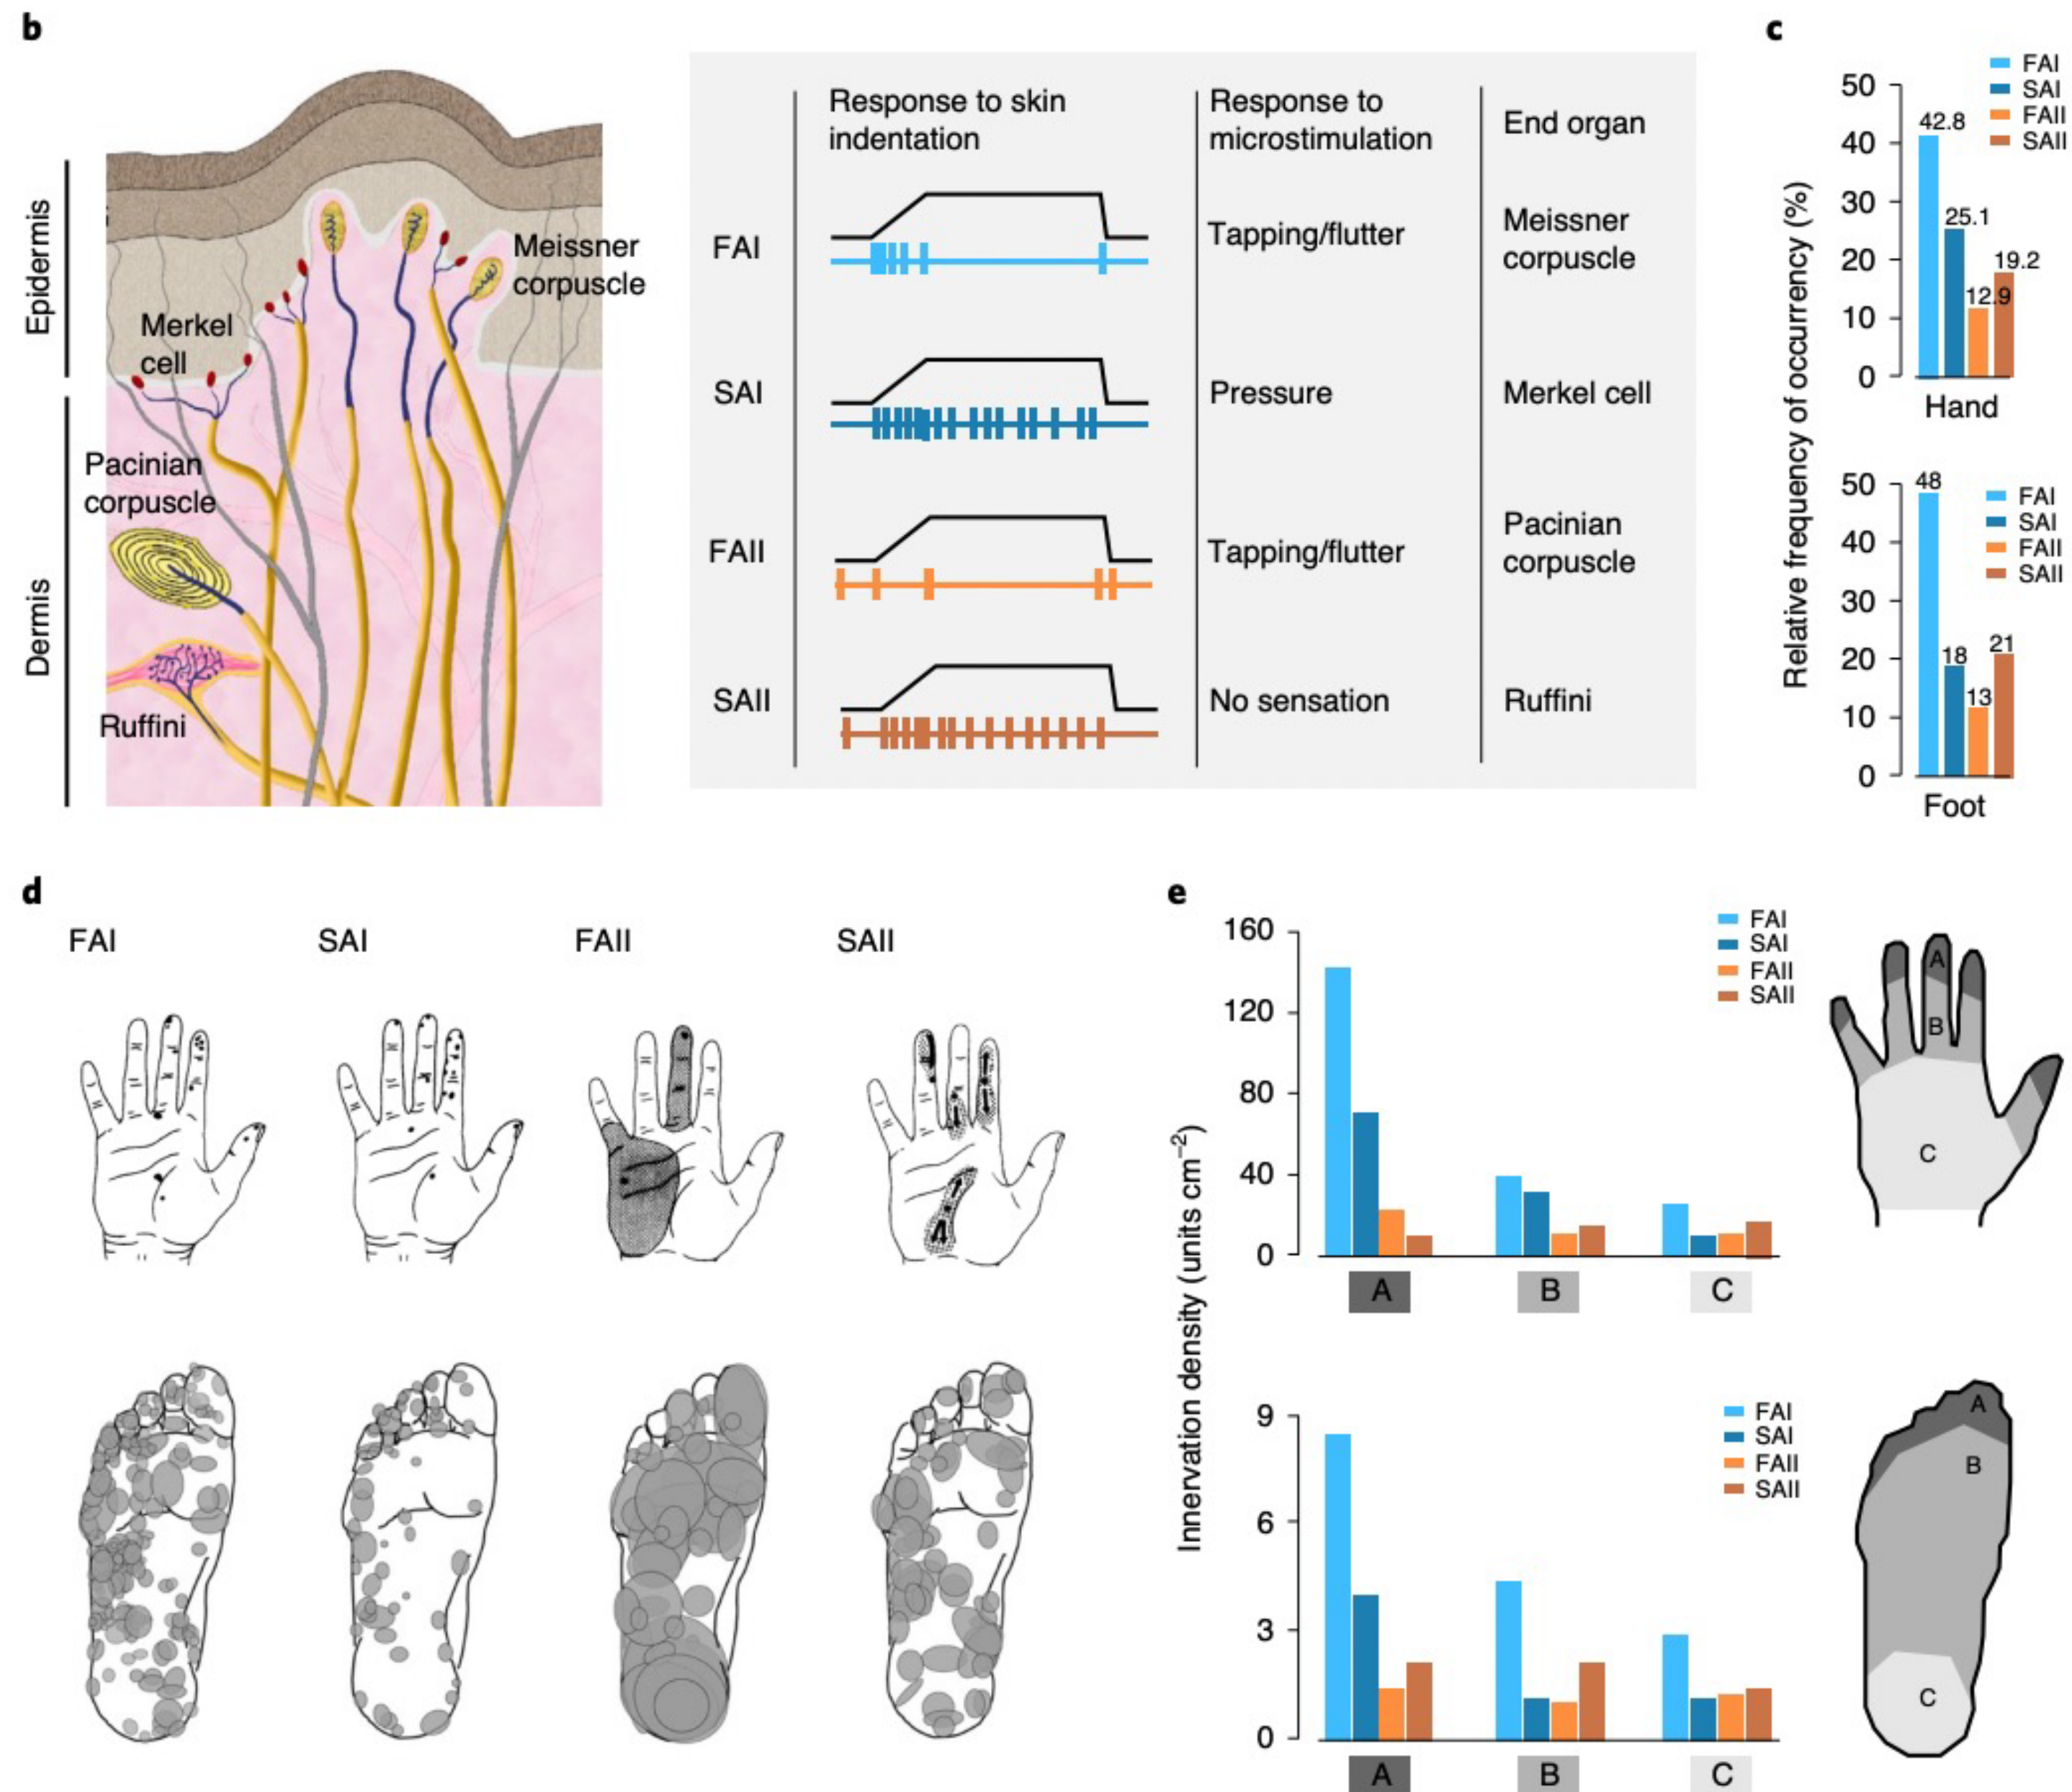 b
Epidermis
Dermis
Merkel
cell
Meissner
corpuscle
Pacinian
corpuscle
Ruffini
Response to skin
indentation
Response to
microstimulation
End organ
FAI
Tapping/flutter
Meissner
corpuscle
SAI
Pressure
Merkel cell
FAII
Tapping/flutter
Pacinian
corpuscle
SAII
No sensation
Ruffini
c
Relative frequency of occurrency (%)
50
40
30
20
10
0
42.8
25.1
12.9
19.2
FAI
SAI
FAII
SAII
Hand
50
40
30
20
10
0
48
18
13
21
FAI
SAI
FAII
SAII
Foot
d
FAI
SAI
FAII
SAII
e
Innervation density (units cm−2)
160
120
80
40
0
FAI
SAI
FAII
SAII
A
B
C
A
B
C
9
6
3
0
FAI
SAI
FAII
SAII
A
B
C
A
B
C